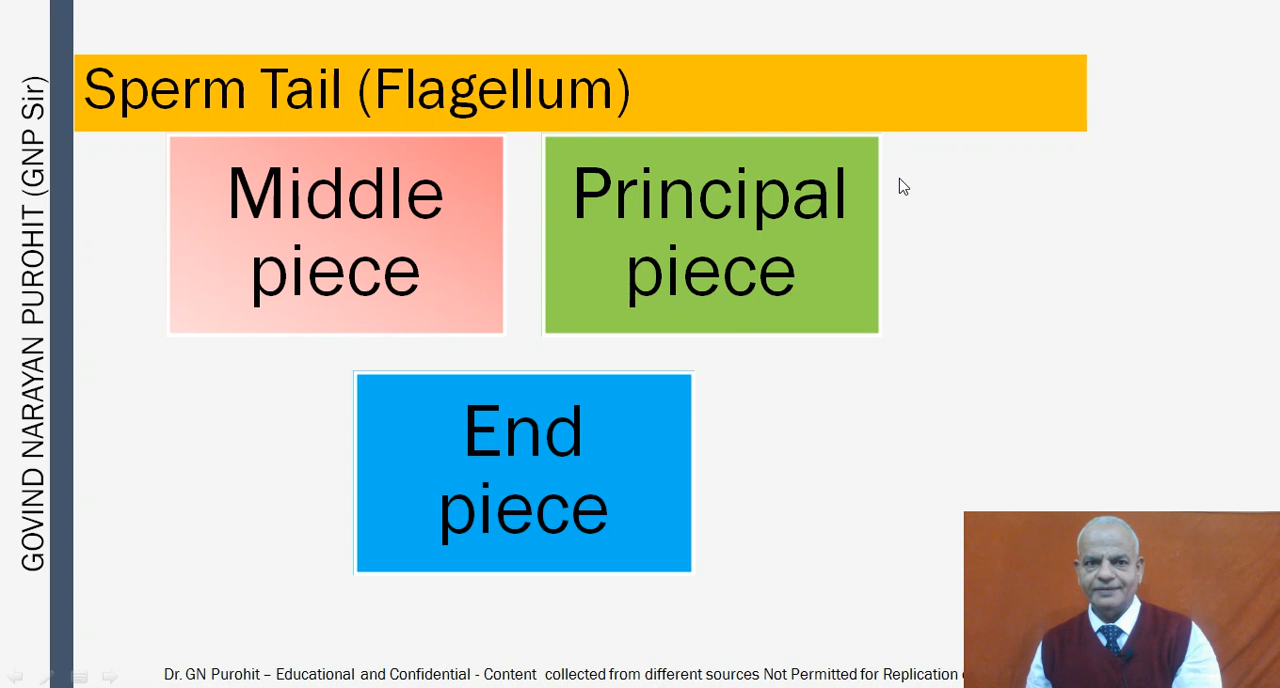 GOVIND NARAYAN PUROHIT (GNP Sir)
Sperm Tail (Flagellum)
Middle
piece
Principal
piece
End
piece
Dr. GN Purohit – Educational and Confidential - Content collected from different sources Not Permitted for Replication